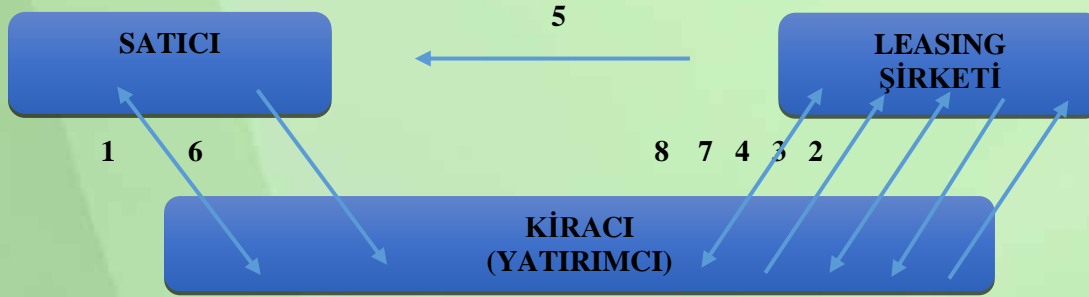 5
SATICI
LEASING
ŞİRKETİ
1 6 8 7 4 3 2
KİRACI
(YATIRIMCI)